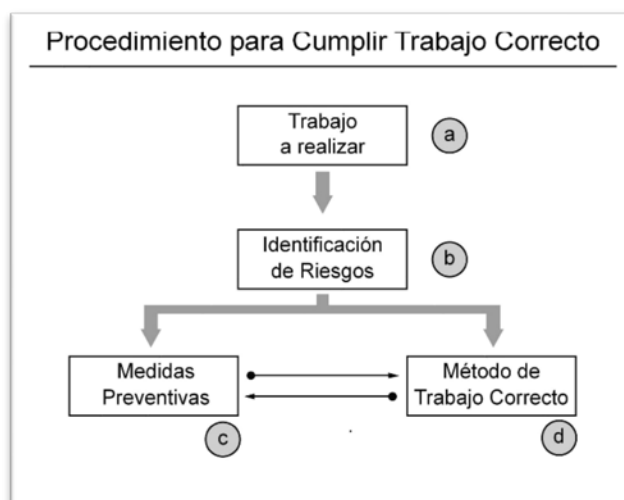 Procedimiento para Cumplir Trabajo Correcto
Trabajo
a realizar
a
Identificación
de Riesgos
b
Medidas
Preventivas
Método de
Trabajo Correcto
c
d